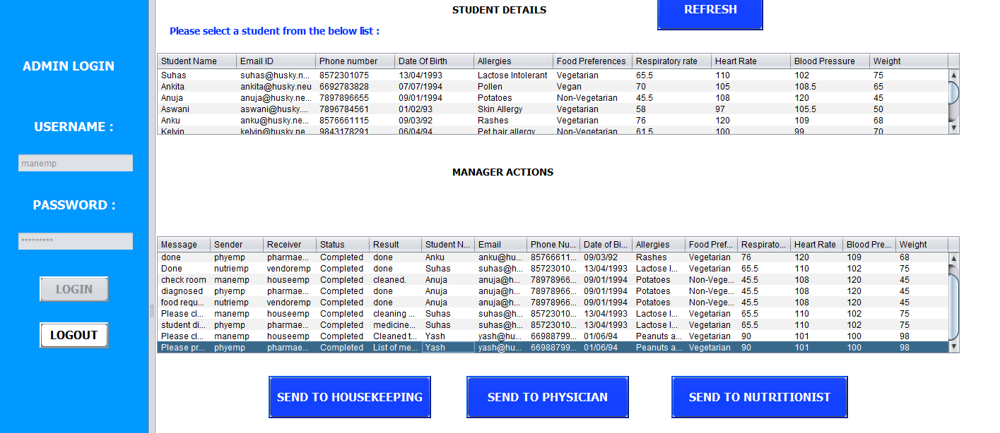 STUDENT DETAILS
REFRESH
Please select a student from the below list :
ADMIN LOGIN
USERNAME :
manemp
PASSWORD :
*********
LOGIN
LOGOUT
Student Name Email ID Phone number Date Of Birth Allergies Food Preferences Respiratory rate Heart Rate Blood Pressure Weight
Suhas suhas@husky.n... 8572301075 13/04/1993 Lactose Intolerant Vegetarian 65.5 110 102 75
Ankita ankita@husky.neu 6692783828 07/07/1994 Pollen Vegan 70 105 108.5 65
Anuja anuja@husky.ne... 7897896655 09/01/1994 Potatoes Non-Vegetarian 45.5 108 120 45
Aswani aswani@husky.... 7896784561 01/02/93 Skin Allergy Vegetarian 58 97 105.5 50
Anku anku@husky.ne... 8576661115 09/03/92 Rashes Vegetarian 76 120 109 68
Kelvin kelvin@husky.ne... 9843178291 06/04/94 Pet hair allergy Non-Vegetarian 61.5 100 99 70
MANAGER ACTIONS
Message Sender Receiver Status Result Student N... Email Phone Nu... Date of Bi... Allergies Food Pref... Respirato... Heart Rate Blood Pre... Weight
done phyemp pharmae... Completed done Anku anku@hu... 85766611... 09/03/92 Rashes Vegetarian 76 120 109 68
Done nutriemp vendoremp Completed done Suhas suhas@h... 85723010... 13/04/1993 Lactose I... Vegetarian 65.5 110 102 75
check room manemp houseemp Completed cleaned. Anuja anuja@h... 78978966... 09/01/1994 Potatoes Non-Vege... 45.5 108 120 45
diagnosed phyemp pharmae... Completed done Anuja anuja@h... 78978966... 09/01/1994 Potatoes Non-Vege... 45.5 108 120 45
food requ... nutriemp vendoremp Completed done Anuja anuja@h... 78978966... 09/01/1994 Potatoes Non-Vege... 45.5 108 120 45
Please cl... manemp houseemp Completed cleaning ... Suhas suhas@h... 85723010... 13/04/1993 Lactose I... Vegetarian 65.5 110 102 75
student di... phyemp pharmae... Completed medicine... Suhas suhas@h... 85723010... 13/04/1993 Lactose I... Vegetarian 65.5 110 102 75
Please cl... manemp houseemp Completed Cleaned t... Yash yash@hu... 66988799... 01/06/94 Peanuts a... Vegetarian 90 101 100 98
Please pr... phyemp pharmae... Completed List of me... Yash yash@hu... 66988799... 01/06/94 Peanuts a... Vegetarian 90 101 100 98
SEND TO HOUSEKEEPING
SEND TO PHYSICIAN
SEND TO NUTRITIONIST